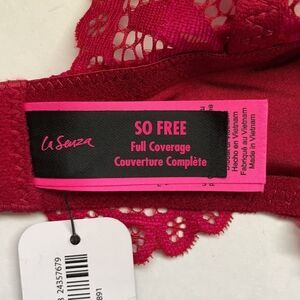 La Senza
SO FREE
Full Coverage
Couverture Complète
Hecho en Vietnam
Fabriqué au Vietnam
Made in Vietnam
24357679